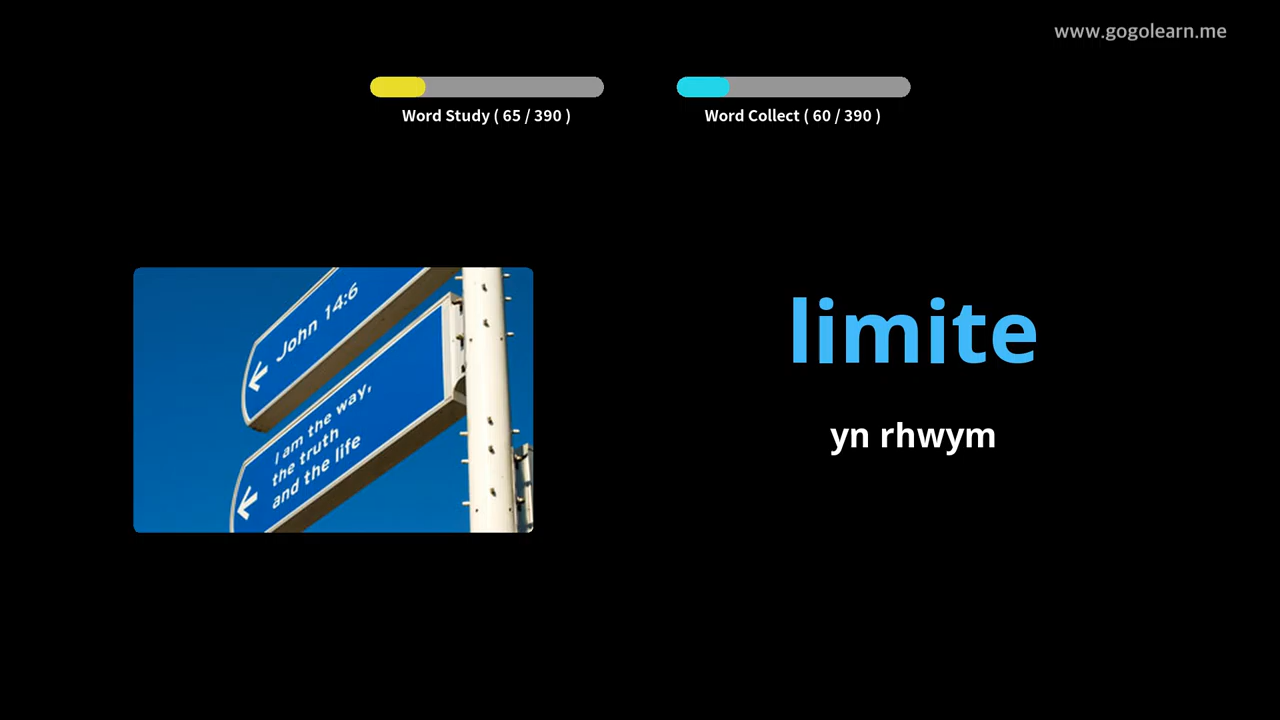 www.gogolearn.me
Word Study ( 65 / 390 )
Word Collect ( 60 / 390 )
John 14:6
I am the way,
the truth
and the life
limite
yn rhwym